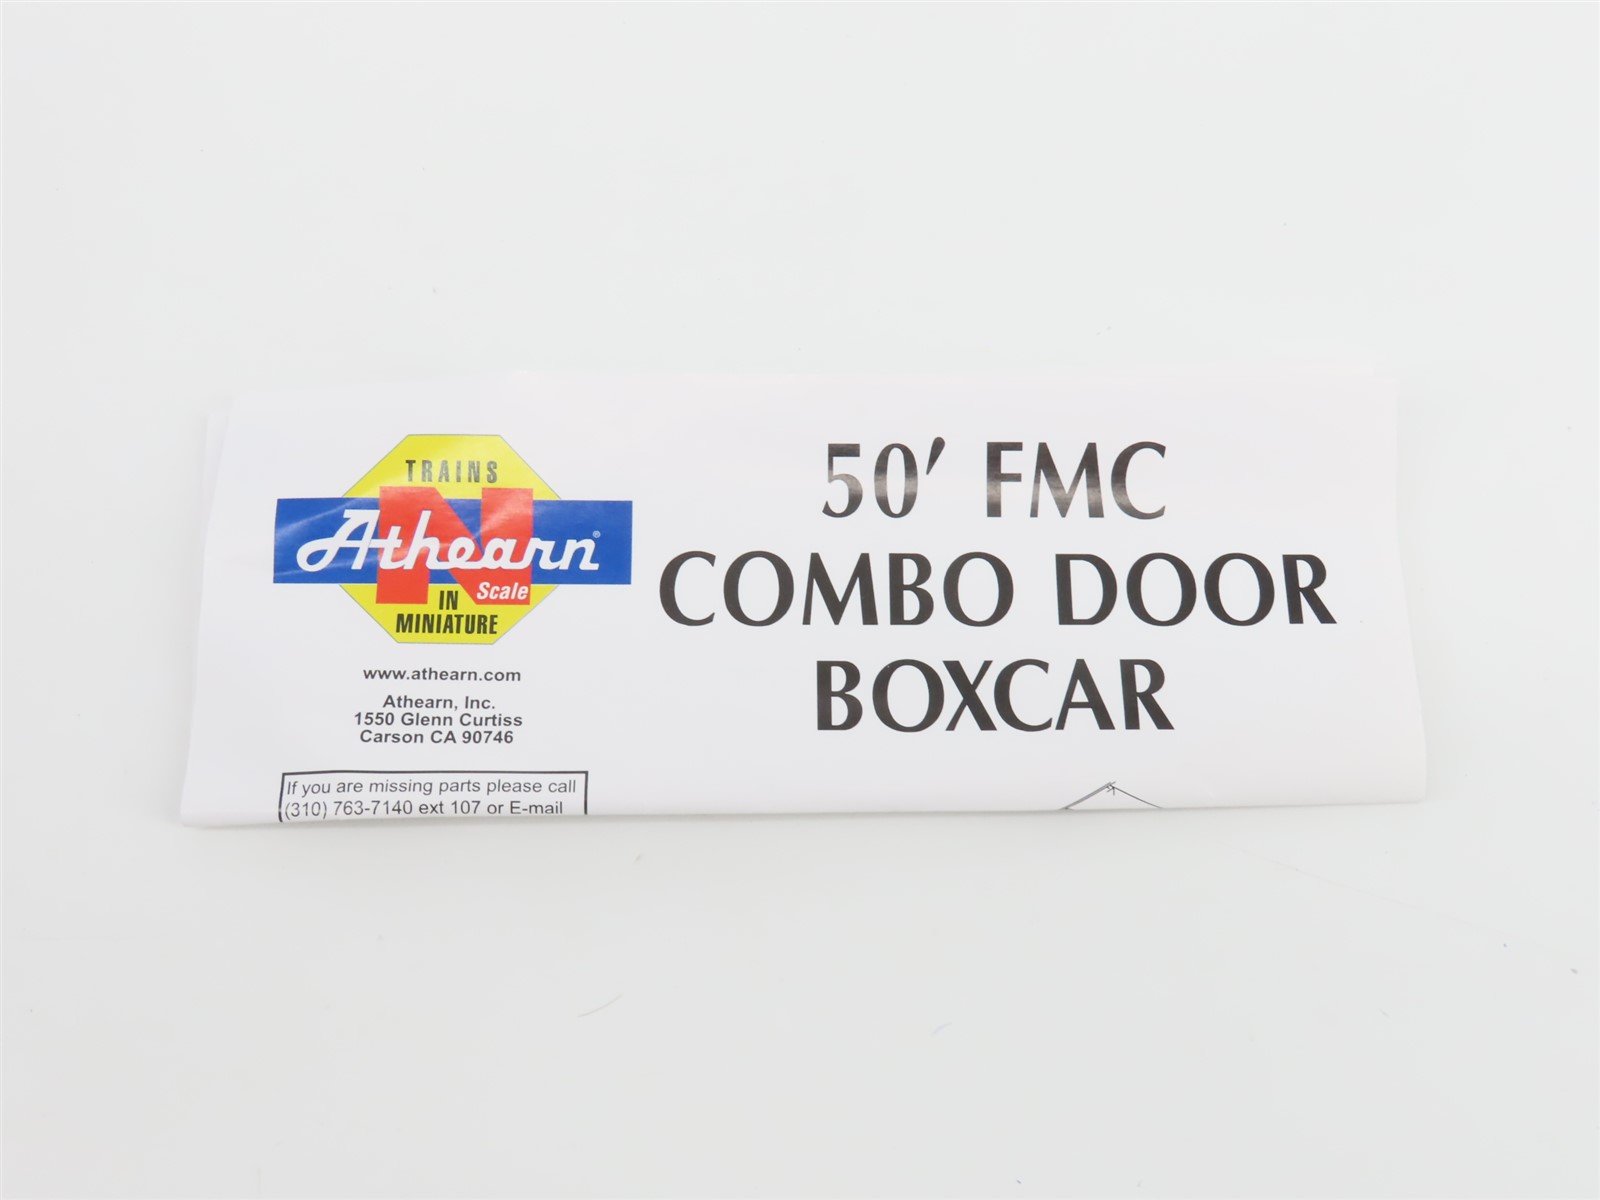 TRAINS
N
Athearn®
Scale
IN
MINIATURE
www.athearn.com
Athearn, Inc.
1550 Glenn Curtiss
Carson CA 90746
If you are missing parts please call
(310) 763-7140 ext 107 or E-mail
50' FMC
COMBO DOOR
BOXCAR